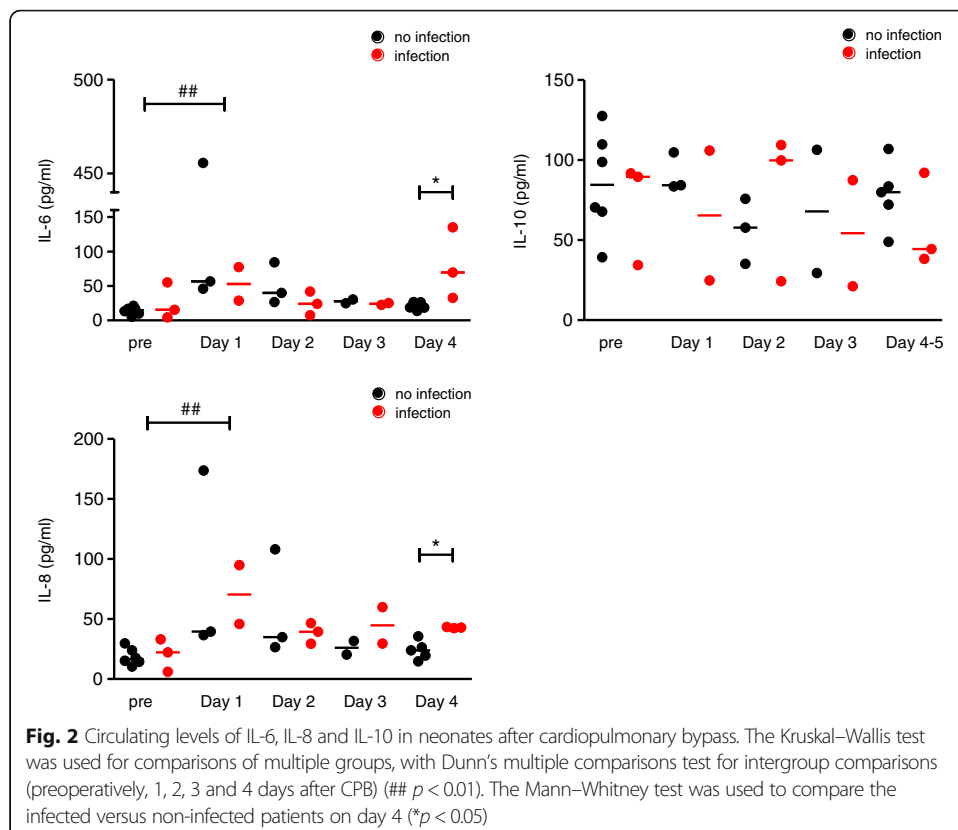 no infection
infection
500
##
450
*
150
100
50
0
IL-6 (pg/ml)
pre Day 1 Day 2 Day 3 Day 4
no infection
infection
150
100
50
0
IL-10 (pg/ml)
pre Day 1 Day 2 Day 3 Day 4-5
no infection
infection
##
200
150
100
*
50
0
IL-8 (pg/ml)
pre Day 1 Day 2 Day 3 Day 4
Fig. 2 Circulating levels of IL-6, IL-8 and IL-10 in neonates after cardiopulmonary bypass. The Kruskal–Wallis test
was used for comparisons of multiple groups, with Dunn’s multiple comparisons test for intergroup comparisons
(preoperatively, 1, 2, 3 and 4 days after CPB) (## p < 0.01). The Mann–Whitney test was used to compare the
infected versus non-infected patients on day 4 (*p < 0.05)